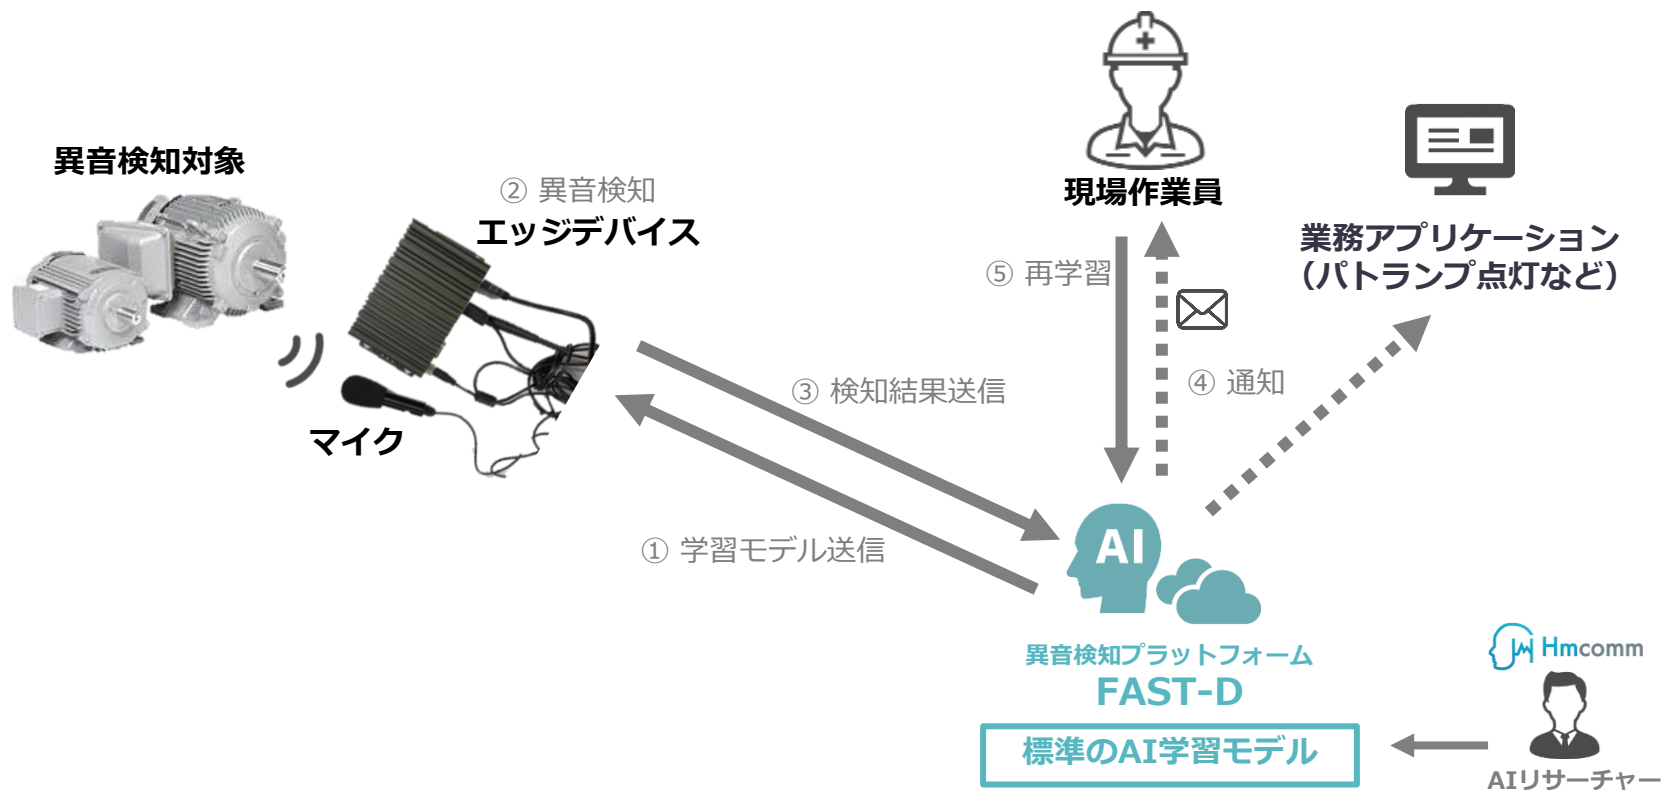 異音検知対象
② 異音検知
エッジデバイス
マイク
現場作業員
業務アプリケーション
（パトランプ点灯など）
⑤ 再学習
④ 通知
③ 検知結果送信
① 学習モデル送信
AI
異音検知プラットフォーム
FAST-D
標準のAI学習モデル
Hmcomm
AIリサーチャー